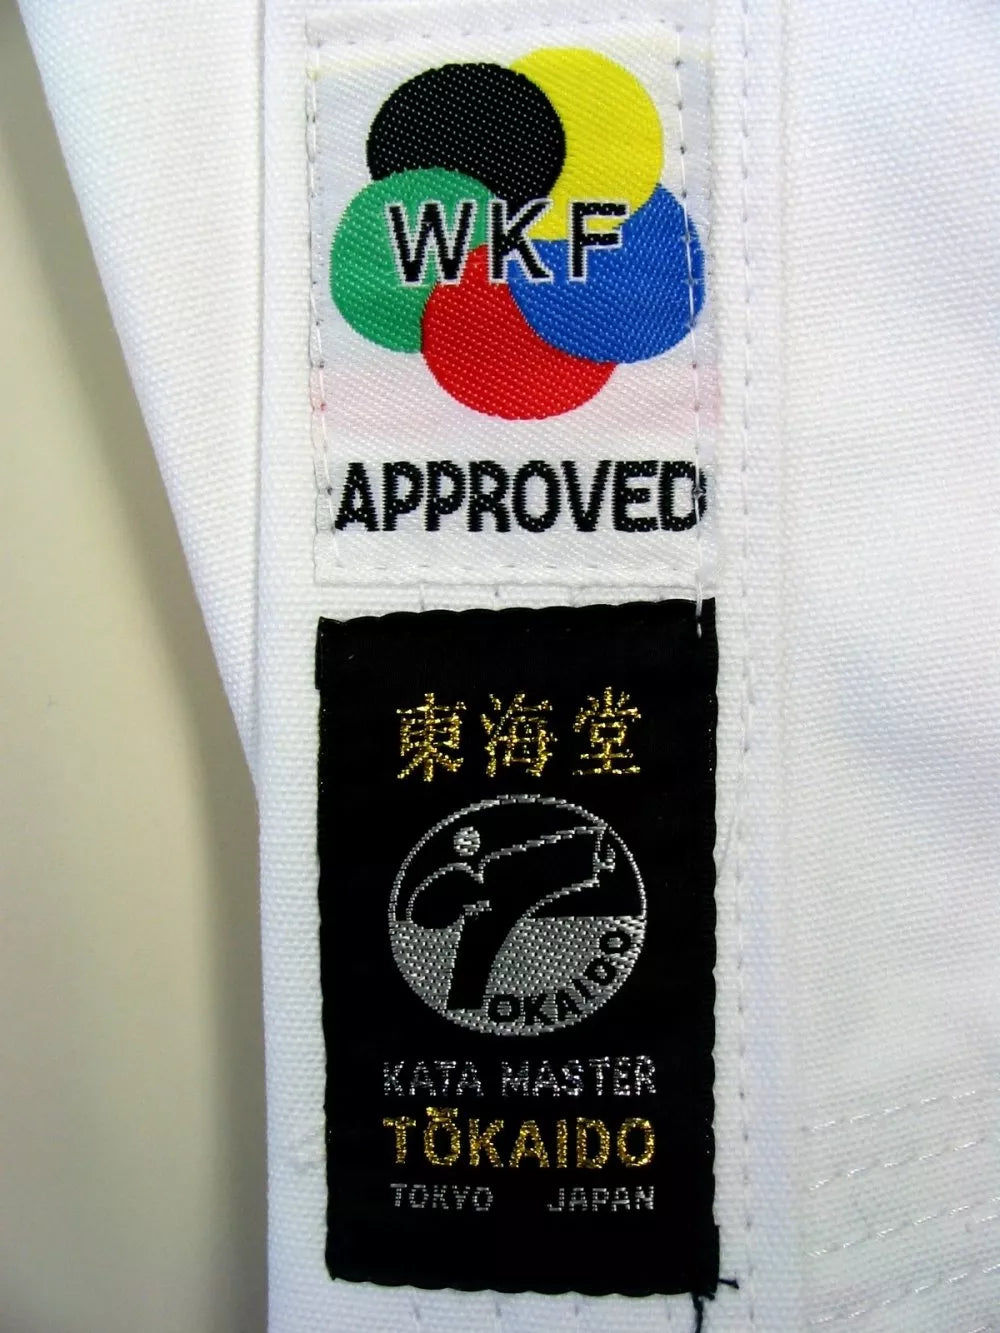 WKF
APPROVED
東海堂
TOKAIDO
KATA MASTER
TŌKAIDO
TOKYO JAPAN